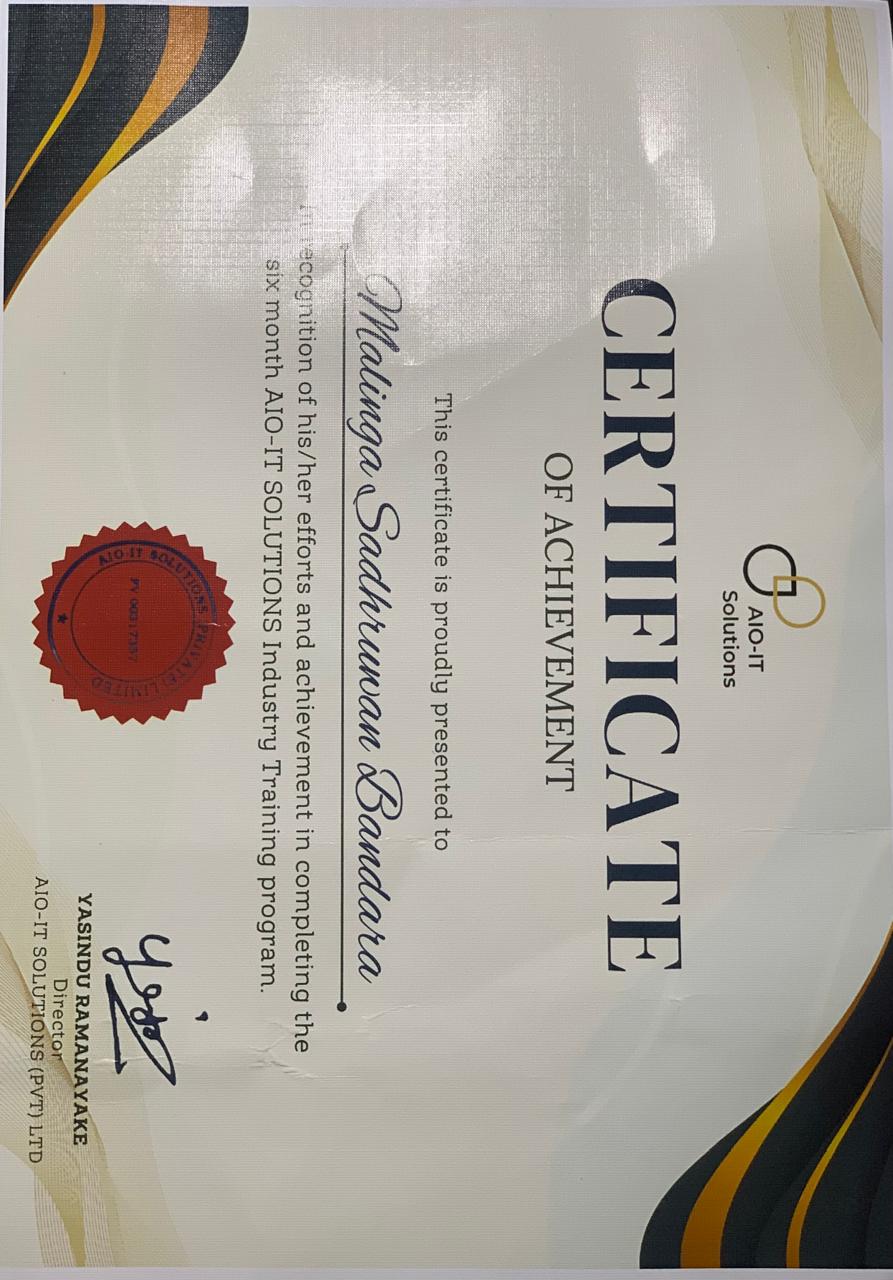 AIO-IT
Solutions
CERTIFICATE
OF ACHIEVEMENT
This certificate is proudly presented to
Malinga Sadhruwan Bandara
In recognition of his/her efforts and achievement in completing the
six month AIO-IT SOLUTIONS Industry Training program.
AIO-IT SOLUTIONS PRIVATE LIMITED
YASINDU RAMANAYAKE
Director
AIO-IT SOLUTIONS (PVT) LTD